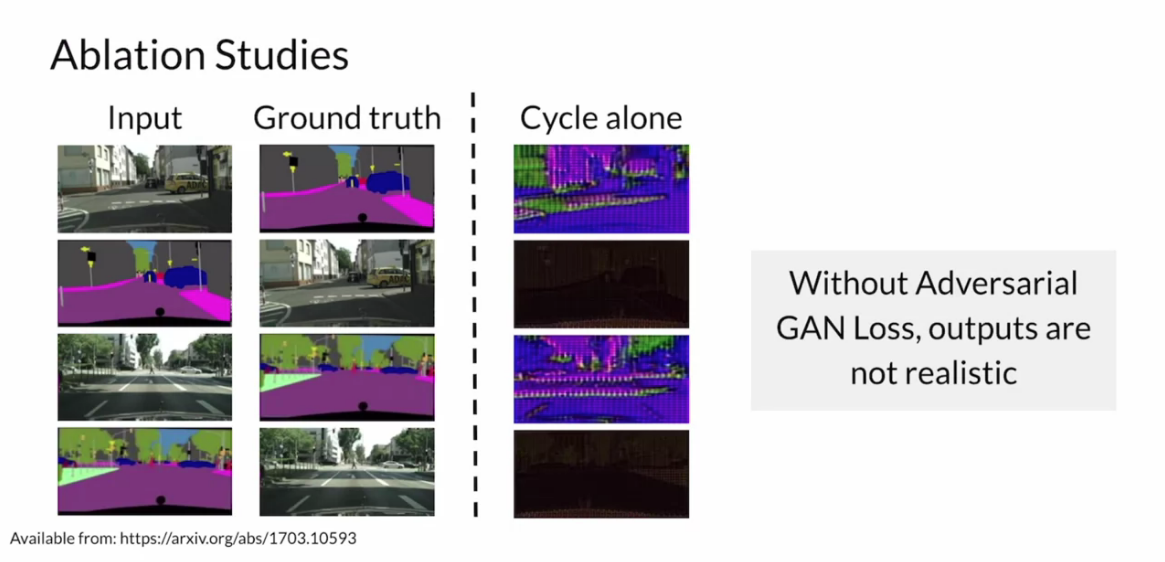 Ablation Studies
Input
Ground truth
Cycle alone
Without Adversarial
GAN Loss, outputs are
not realistic
Available from: https://arxiv.org/abs/1703.10593